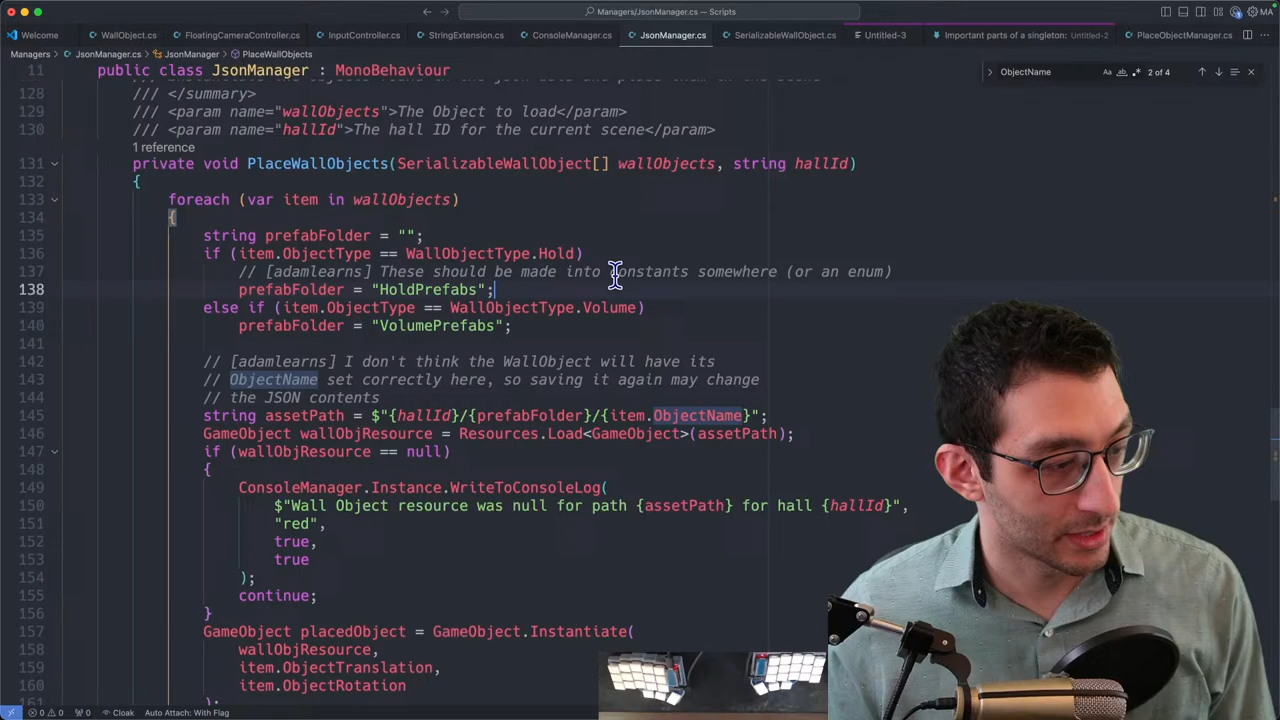 Managers/JsonManager.cs — Scripts
MA
Welcome
WallObject.cs
FloatingCameraController.cs
InputController.cs
StringExtension.cs
ConsoleManager.cs
JsonManager.cs
SerializableWallObject.cs
Untitled-3
Important parts of a singleton: Untitled-2
PlaceObjectManager.cs
Managers > JsonManager.cs > JsonManager > PlaceWallObjects
11 public class JsonManager : MonoBehaviour
ObjectName Aa ab .* 2 of 4
128 /// </summary>
129 /// <param name="wallObjects">The Object to load</param>
130 /// <param name="hallId">The hall ID for the current scene</param>
1 reference
131 private void PlaceWallObjects(SerializableWallObject[] wallObjects, string hallId)
132 {
133 foreach (var item in wallObjects)
134 {
135 string prefabFolder = "";
136 if (item.ObjectType == WallObjectType.Hold)
137 // [adamlearns] These should be made into constants somewhere (or an enum)
138 prefabFolder = "HoldPrefabs";
139 else if (item.ObjectType == WallObjectType.Volume)
140 prefabFolder = "VolumePrefabs";
141
142 // [adamlearns] I don't think the WallObject will have its
143 // ObjectName set correctly here, so saving it again may change
144 // the JSON contents
145 string assetPath = $"{hallId}/{prefabFolder}/{item.ObjectName}";
146 GameObject wallObjResource = Resources.Load<GameObject>(assetPath);
147 if (wallObjResource == null)
148 {
149 ConsoleManager.Instance.WriteToConsoleLog(
150 $"Wall Object resource was null for path {assetPath} for hall {hallId}",
151 "red",
152 true,
153 true
154 );
155 continue;
156 }
157 GameObject placedObject = GameObject.Instantiate(
158 wallObjResource,
159 item.ObjectTranslation,
160 item.ObjectRotation
161 );
0 0 0 Cloak Auto Attach: With Flag